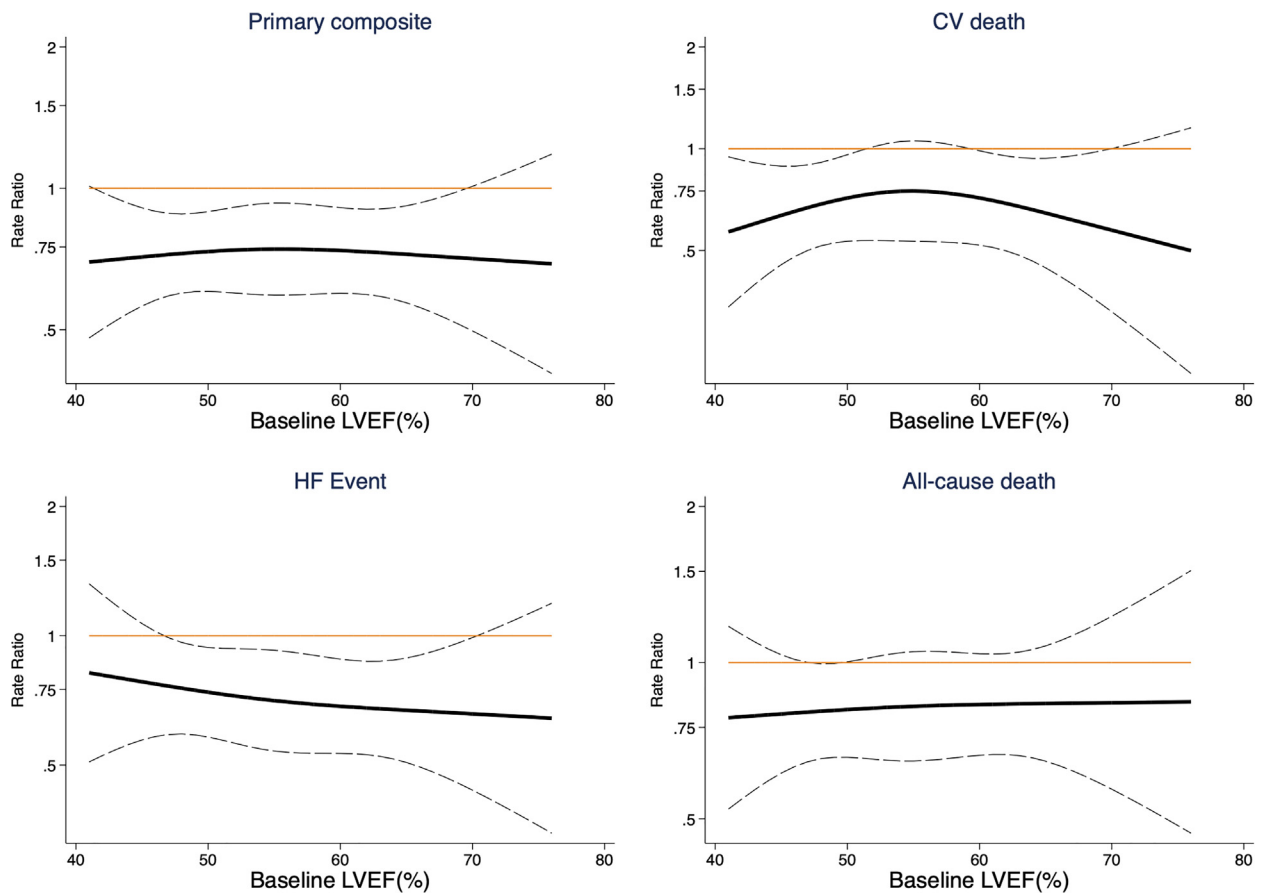 Primary composite
2
1.5
1
.75
.5
Rate Ratio
40 50 60 70 80
Baseline LVEF(%)
CV death
2
1.5
1
.75
.5
Rate Ratio
40 50 60 70 80
Baseline LVEF(%)
HF Event
2
1.5
1
.75
.5
Rate Ratio
40 50 60 70 80
Baseline LVEF(%)
All-cause death
2
1.5
1
.75
.5
Rate Ratio
40 50 60 70 80
Baseline LVEF(%)